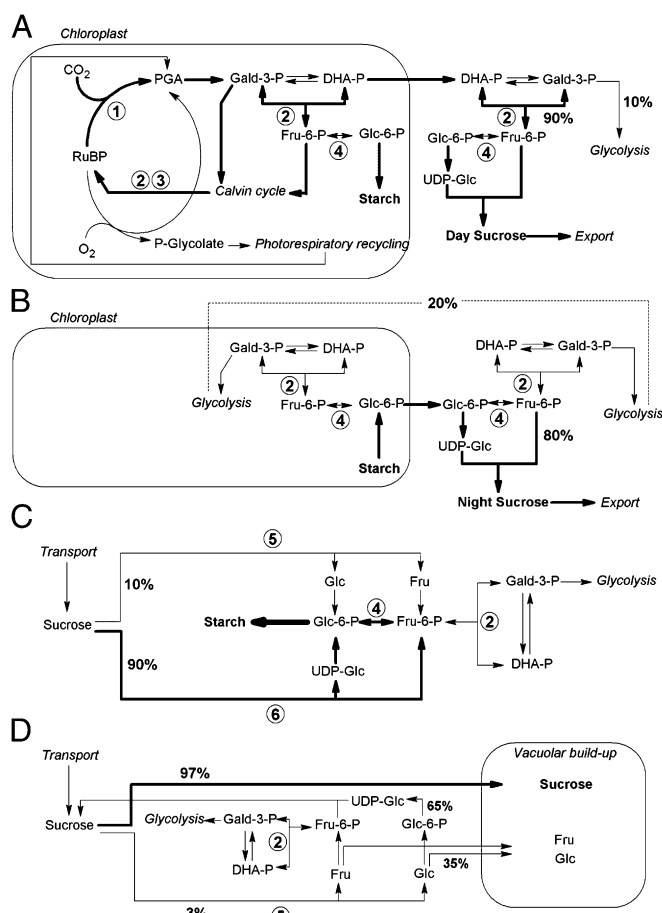 A
Chloroplast
CO2
PGA
Gald-3-P
DHA-P
DHA-P
Gald-3-P
1
2
2
90%
10%
Fru-6-P
Glc-6-P
Glc-6-P
Fru-6-P
4
4
Glycolysis
RuBP
UDP-Glc
2 3
Calvin cycle
Starch
O2
P-Glycolate
Photorespiratory recycling
Day Sucrose
Export
B
20%
Chloroplast
Gald-3-P
DHA-P
DHA-P
Gald-3-P
2
2
Glycolysis
Fru-6-P
Glc-6-P
Glc-6-P
Fru-6-P
4
4
Glycolysis
80%
UDP-Glc
Starch
Night Sucrose
Export
C
5
Transport
10%
Glc
Fru
Gald-3-P
Glycolysis
4
Sucrose
Starch
Glc-6-P
Fru-6-P
2
90%
UDP-Glc
DHA-P
6
D
Transport
Vacuolar build-up
97%
Sucrose
UDP-Glc
65%
Sucrose
Glycolysis
Gald-3-P
Fru-6-P
Glc-6-P
2
Fru
DHA-P
Fru
Glc
35%
Glc
3%
5